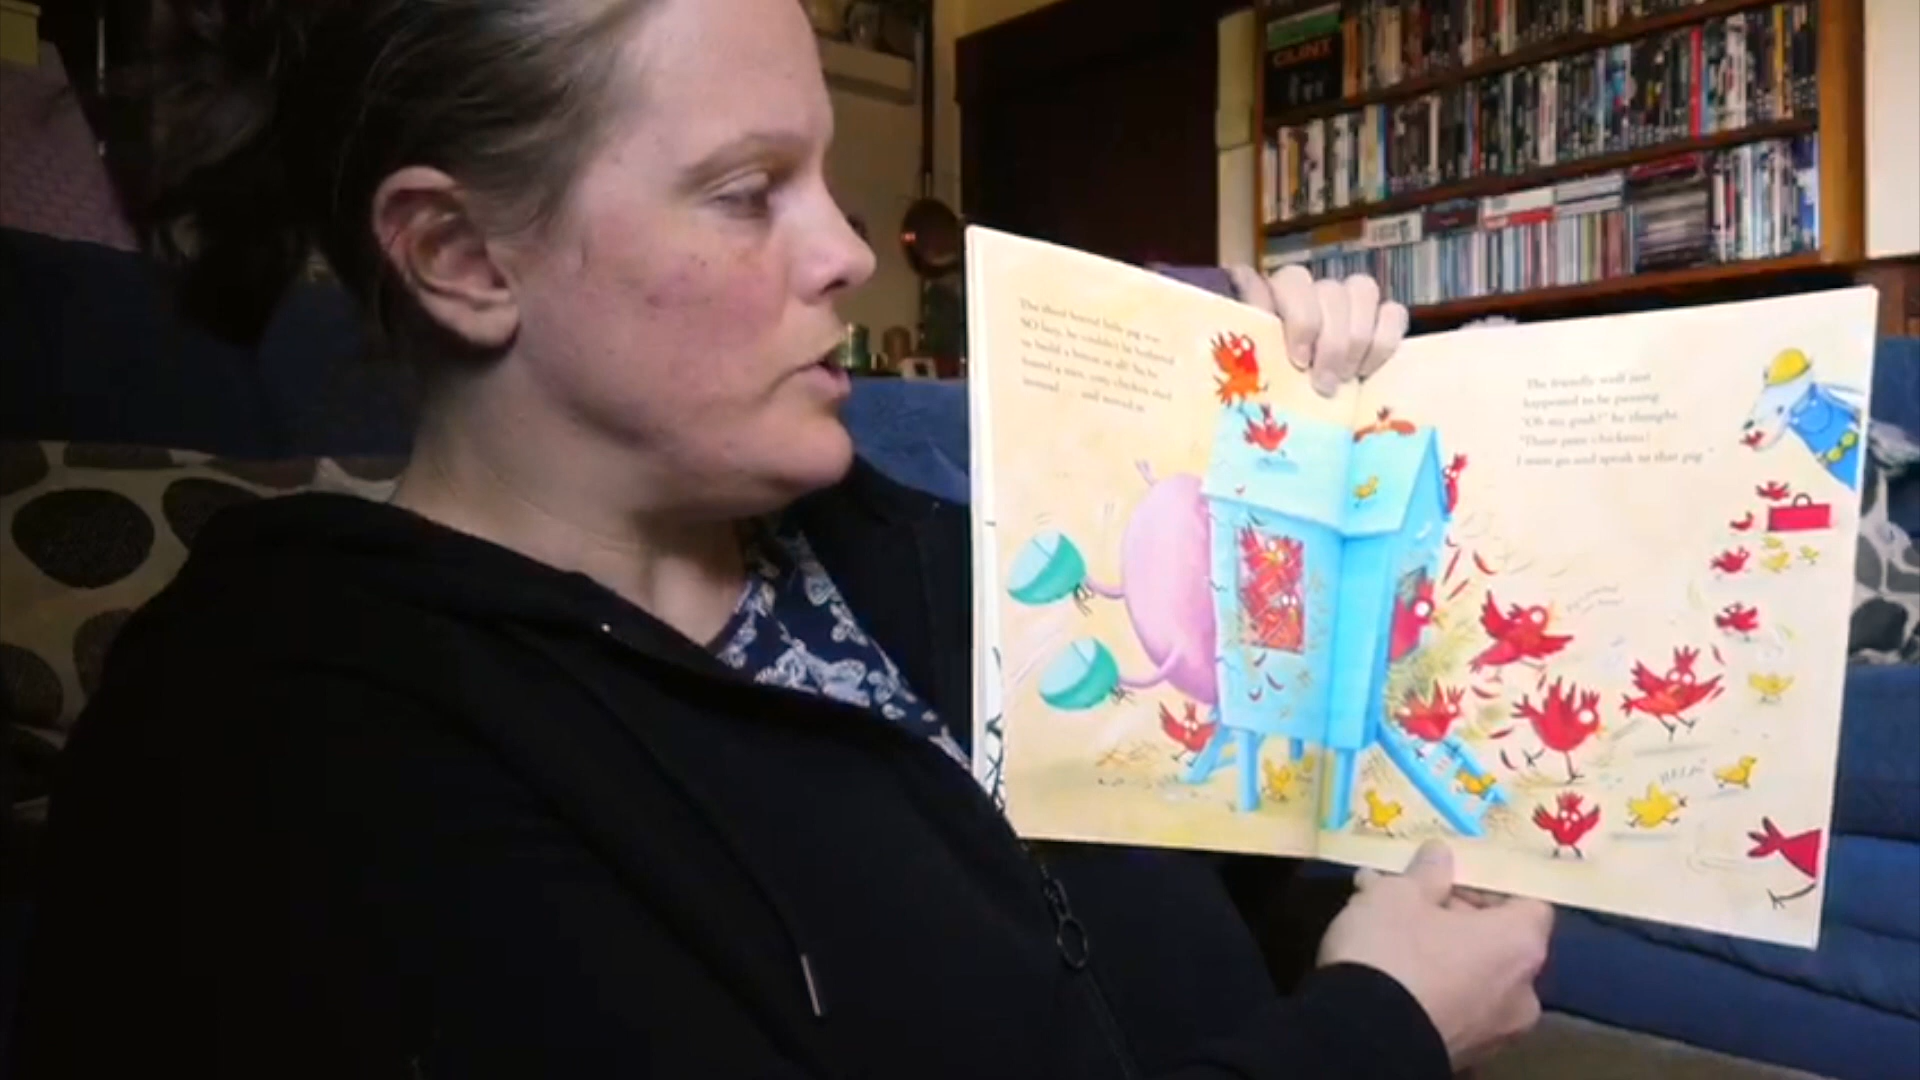 CLINT
The third horrid little pig was
SO lazy, he couldn't be bothered
to build a house at all! So, he
found a nice, cosy chicken shed
instead . . . and moved in.
The friendly wolf just
happened to be passing.
"Oh my gosh!" he thought.
"Those poor chickens!
I must go and speak to that pig."
HELP!